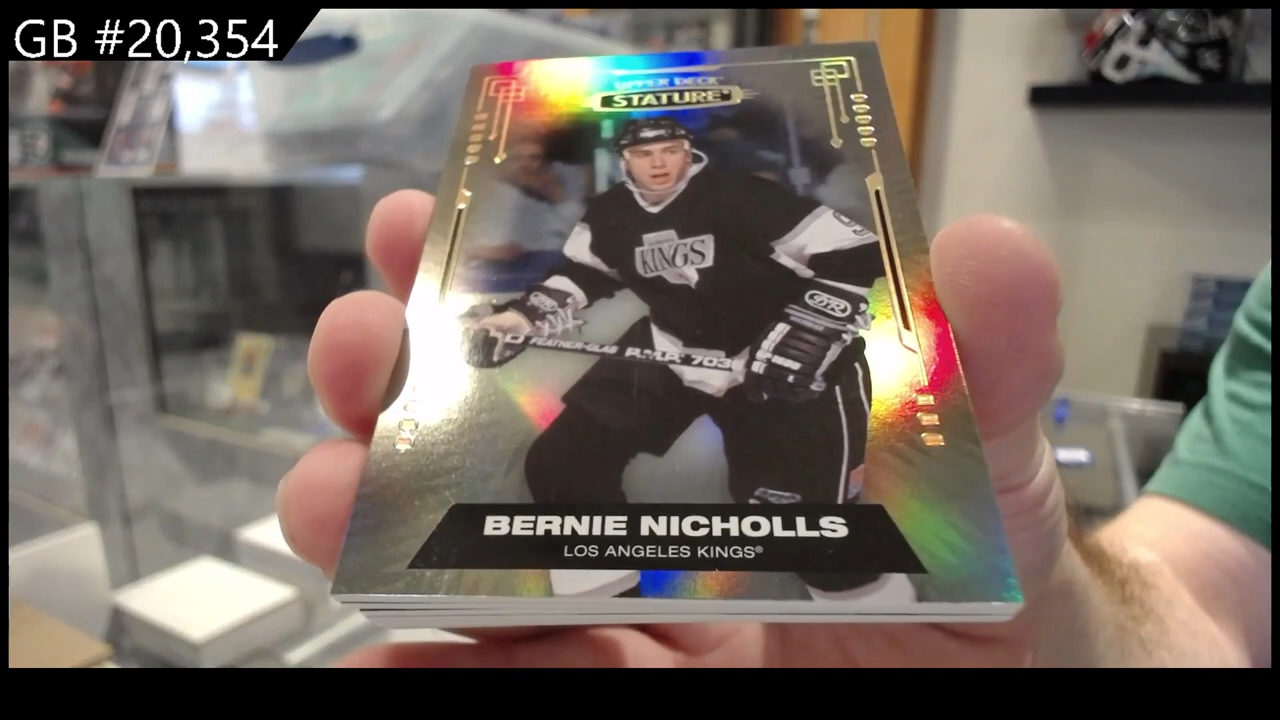 GB #20,354
UPPER DECK
STATURE
KINGS
FEATHER-GLAS P.M.P. 703
BERNIE NICHOLLS
LOS ANGELES KINGS®